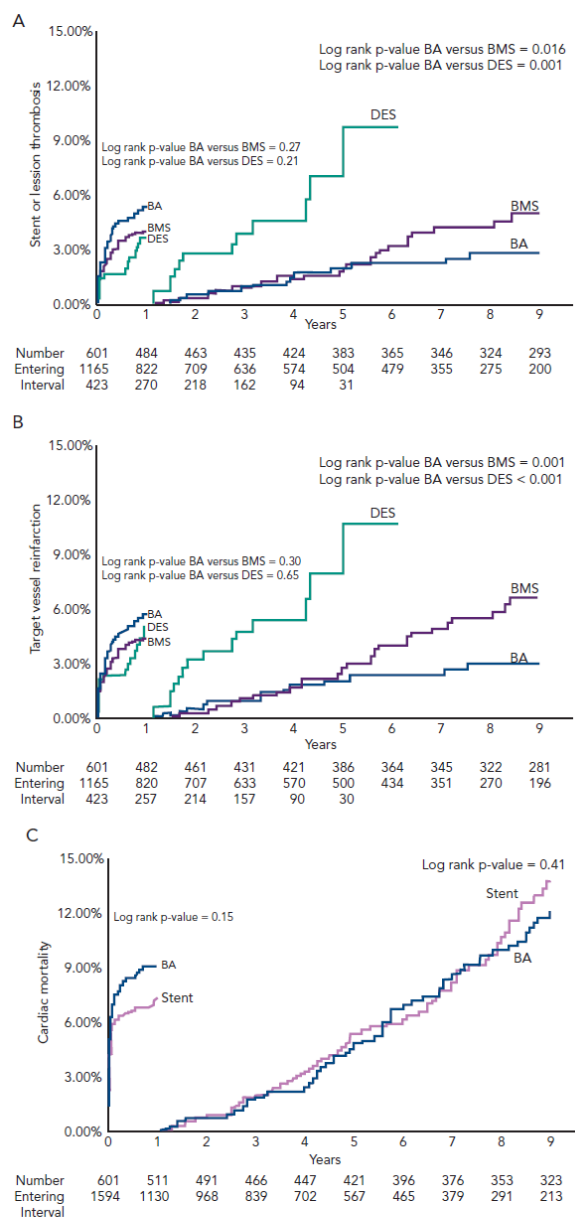 A
15.00%
Log rank p-value BA versus BMS = 0.016
Log rank p-value BA versus DES = 0.001
12.00%
DES
9.00%
Log rank p-value BA versus BMS = 0.27
Log rank p-value BA versus DES = 0.21
Stent or lession thrombosis
6.00%
BA
BMS
DES
BMS
3.00%
BA
0.00%
0 1 2 3 4 5 6 7 8 9
Years
Number 601 484 463 435 424 383 365 346 324 293
Entering 1165 822 709 636 574 504 479 355 275 200
Interval 423 270 218 162 94 31
B
15.00%
Log rank p-value BA versus BMS = 0.001
Log rank p-value BA versus DES < 0.001
12.00%
DES
9.00%
Log rank p-value BA versus BMS = 0.30
Log rank p-value BA versus DES = 0.65
Target vessel reinfarction
6.00%
BA
DES
BMS
BMS
3.00%
BA
0.00%
0 1 2 3 4 5 6 7 8 9
Years
Number 601 482 461 431 421 386 364 345 322 281
Entering 1165 820 707 633 570 500 434 351 270 196
Interval 423 257 214 157 90 30
C
15.00%
Log rank p-value = 0.41
Stent
12.00%
Log rank p-value = 0.15
BA
9.00%
BA
Stent
Cardiac mortality
6.00%
3.00%
0.00%
0 1 2 3 4 5 6 7 8 9
Years
Number 601 511 491 466 447 421 396 376 353 323
Entering 1594 1130 968 839 702 567 465 379 291 213
Interval